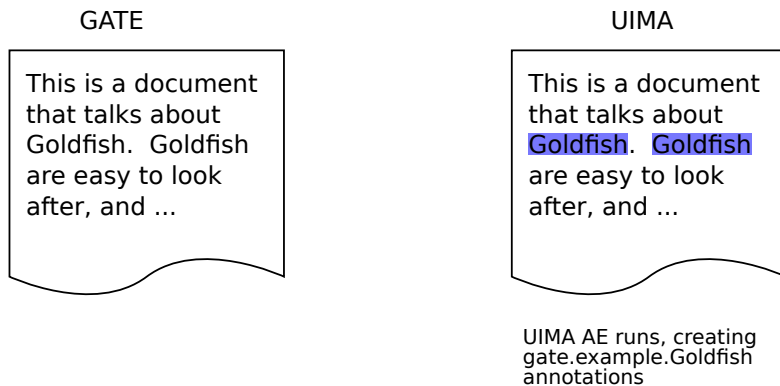 GATE
This is a document
that talks about
Goldfish.  Goldfish
are easy to look
after, and ...
UIMA
This is a document
that talks about
Goldfish.  Goldfish
are easy to look
after, and ...
UIMA AE runs, creating
gate.example.Goldfish
annotations